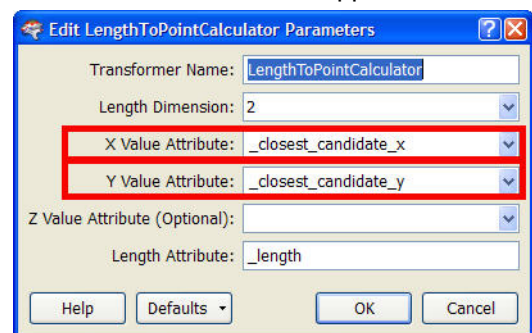 Edit LengthToPointCalculator Parameters
Transformer Name: LengthToPointCalculator
Length Dimension: 2
X Value Attribute: _closest_candidate_x
Y Value Attribute: _closest_candidate_y
Z Value Attribute (Optional):
Length Attribute: _length
Help Defaults OK Cancel